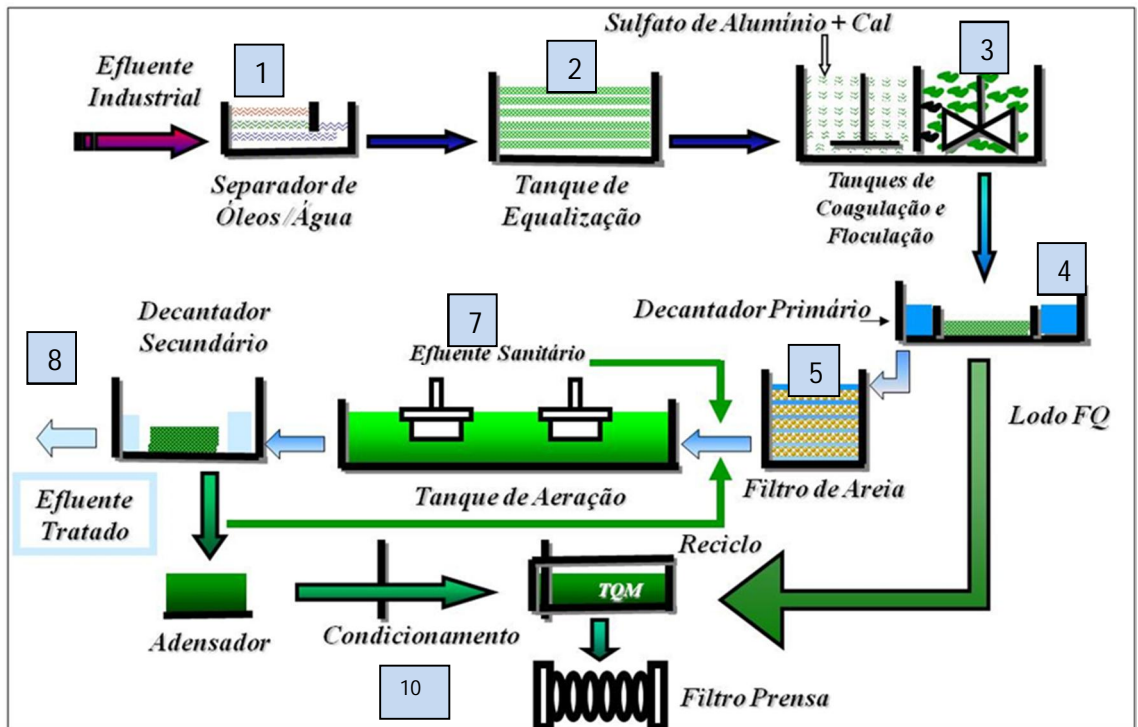 Sulfato de Alumínio + Cal
1
2
3
Efluente
Industrial
Separador de
Óleos /Água
Tanque de
Equalização
Tanques de
Coagulação e
Floculação
4
Decantador
Secundário
7
Decantador Primário
8
Efluente Sanitário
5
Lodo FQ
Tanque de Aeração
Filtro de Areia
Efluente
Tratado
Reciclo
TQM
Adensador
Condicionamento
10
Filtro Prensa